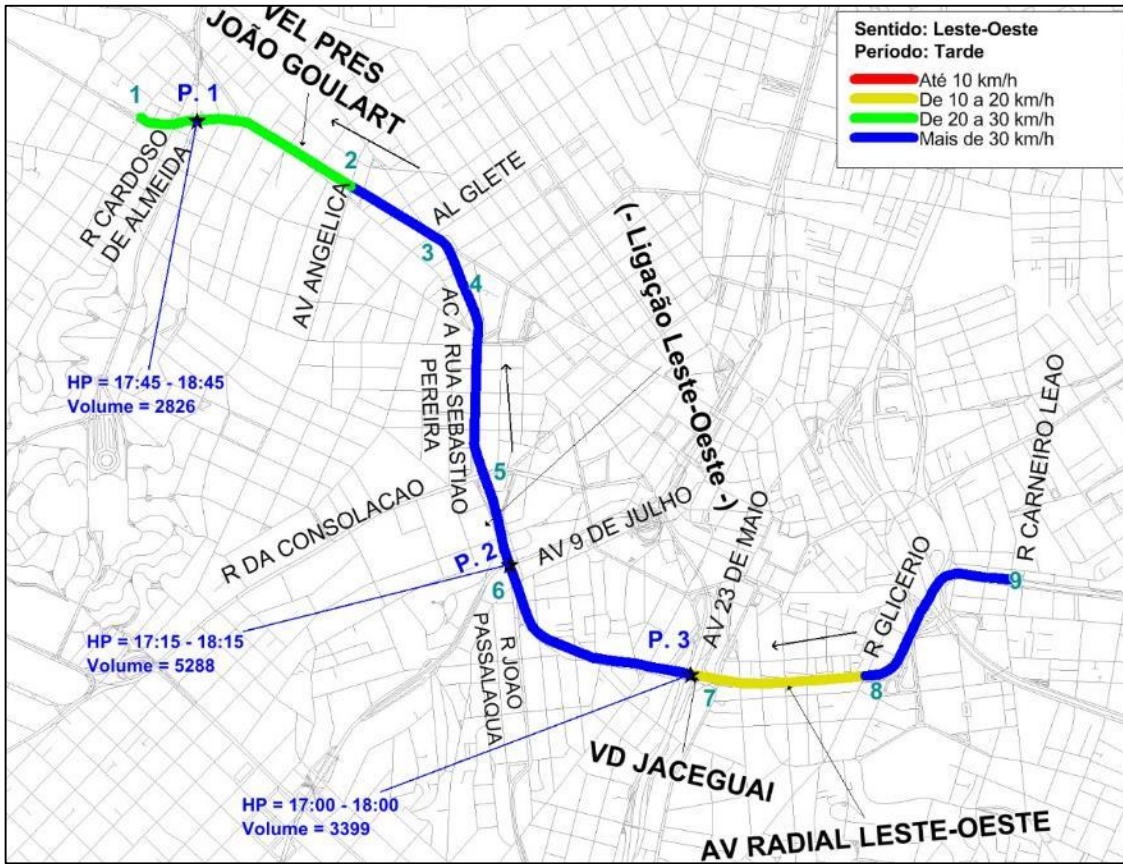 Sentido: Leste-Oeste
Período: Tarde
Até 10 km/h
De 10 a 20 km/h
De 20 a 30 km/h
Mais de 30 km/h
VEL PRES
JOÃO GOULART
1
P. 1
2
R CARDOSO
DE ALMEIDA
AV ANGELICA
AL GLETE
3
4
(- Ligação Leste-Oeste -)
AC A RUA SEBASTIAO
PEREIRA
HP = 17:45 - 18:45
Volume = 2826
5
R DA CONSOLACAO
AV 9 DE JULHO
P. 2
6
AV 23 DE MAIO
R GLICERIO
R CARNEIRO LEAO
9
HP = 17:15 - 18:15
Volume = 5288
R JOAO
PASSALAQUA
P. 3
7
8
VD JACEGUAI
HP = 17:00 - 18:00
Volume = 3399
AV RADIAL LESTE-OESTE